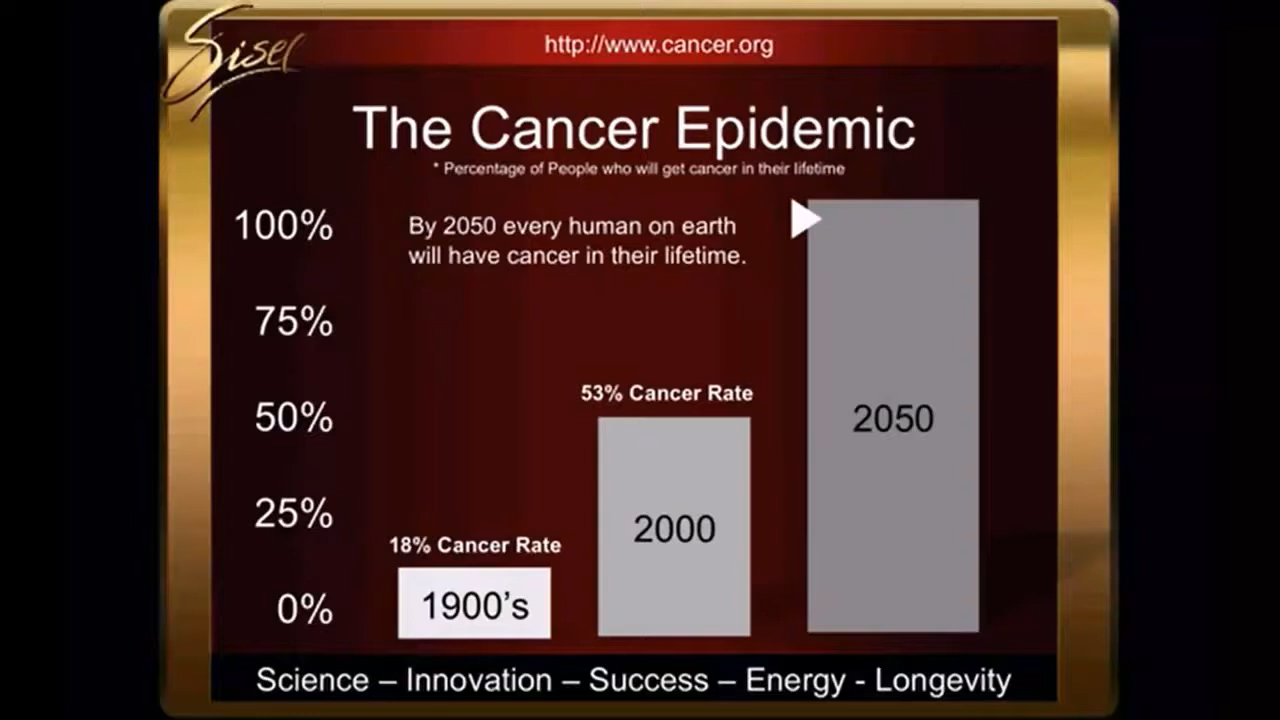 Sisel
http://www.cancer.org
The Cancer Epidemic
* Percentage of People who will get cancer in their lifetime
100%
By 2050 every human on earth
will have cancer in their lifetime.
75%
53% Cancer Rate
50%
2050
25%
2000
18% Cancer Rate
0%
1900's
Science – Innovation – Success – Energy - Longevity